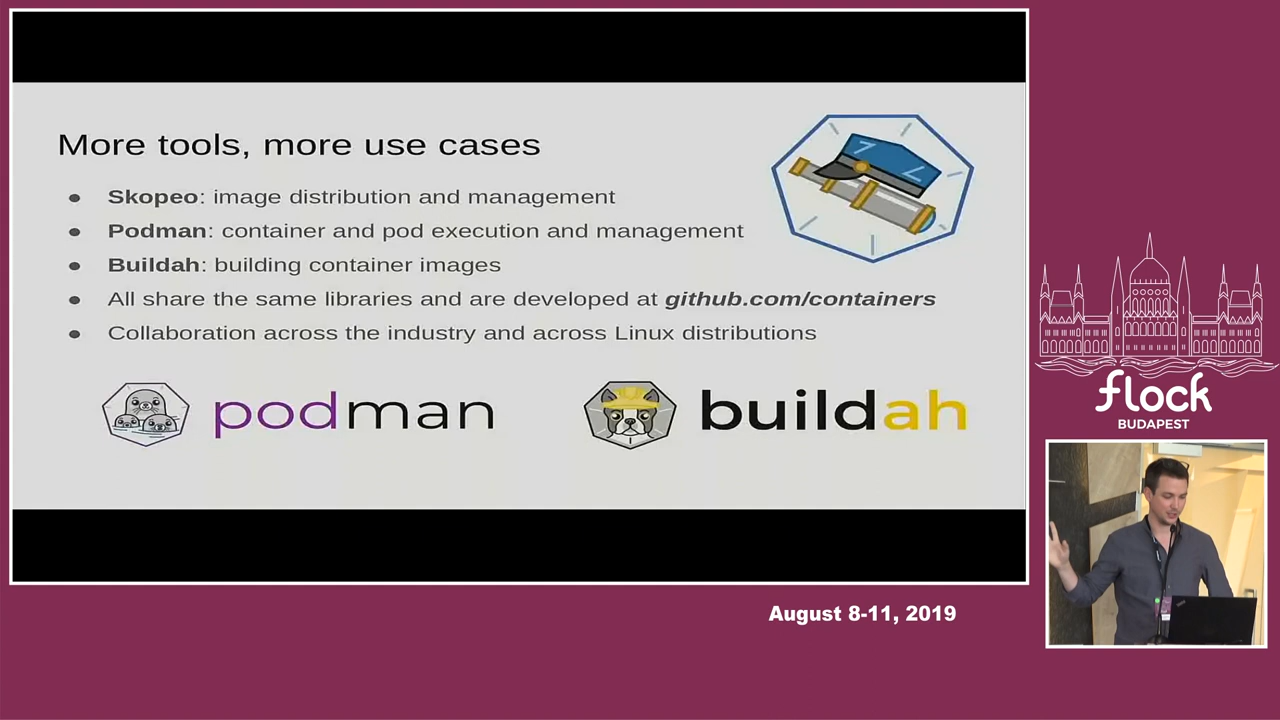 More tools, more use cases
● Skopeo: image distribution and management
● Podman: container and pod execution and management
● Buildah: building container images
● All share the same libraries and are developed at github.com/containers
● Collaboration across the industry and across Linux distributions
podman
buildah
flock
BUDAPEST
August 8-11, 2019